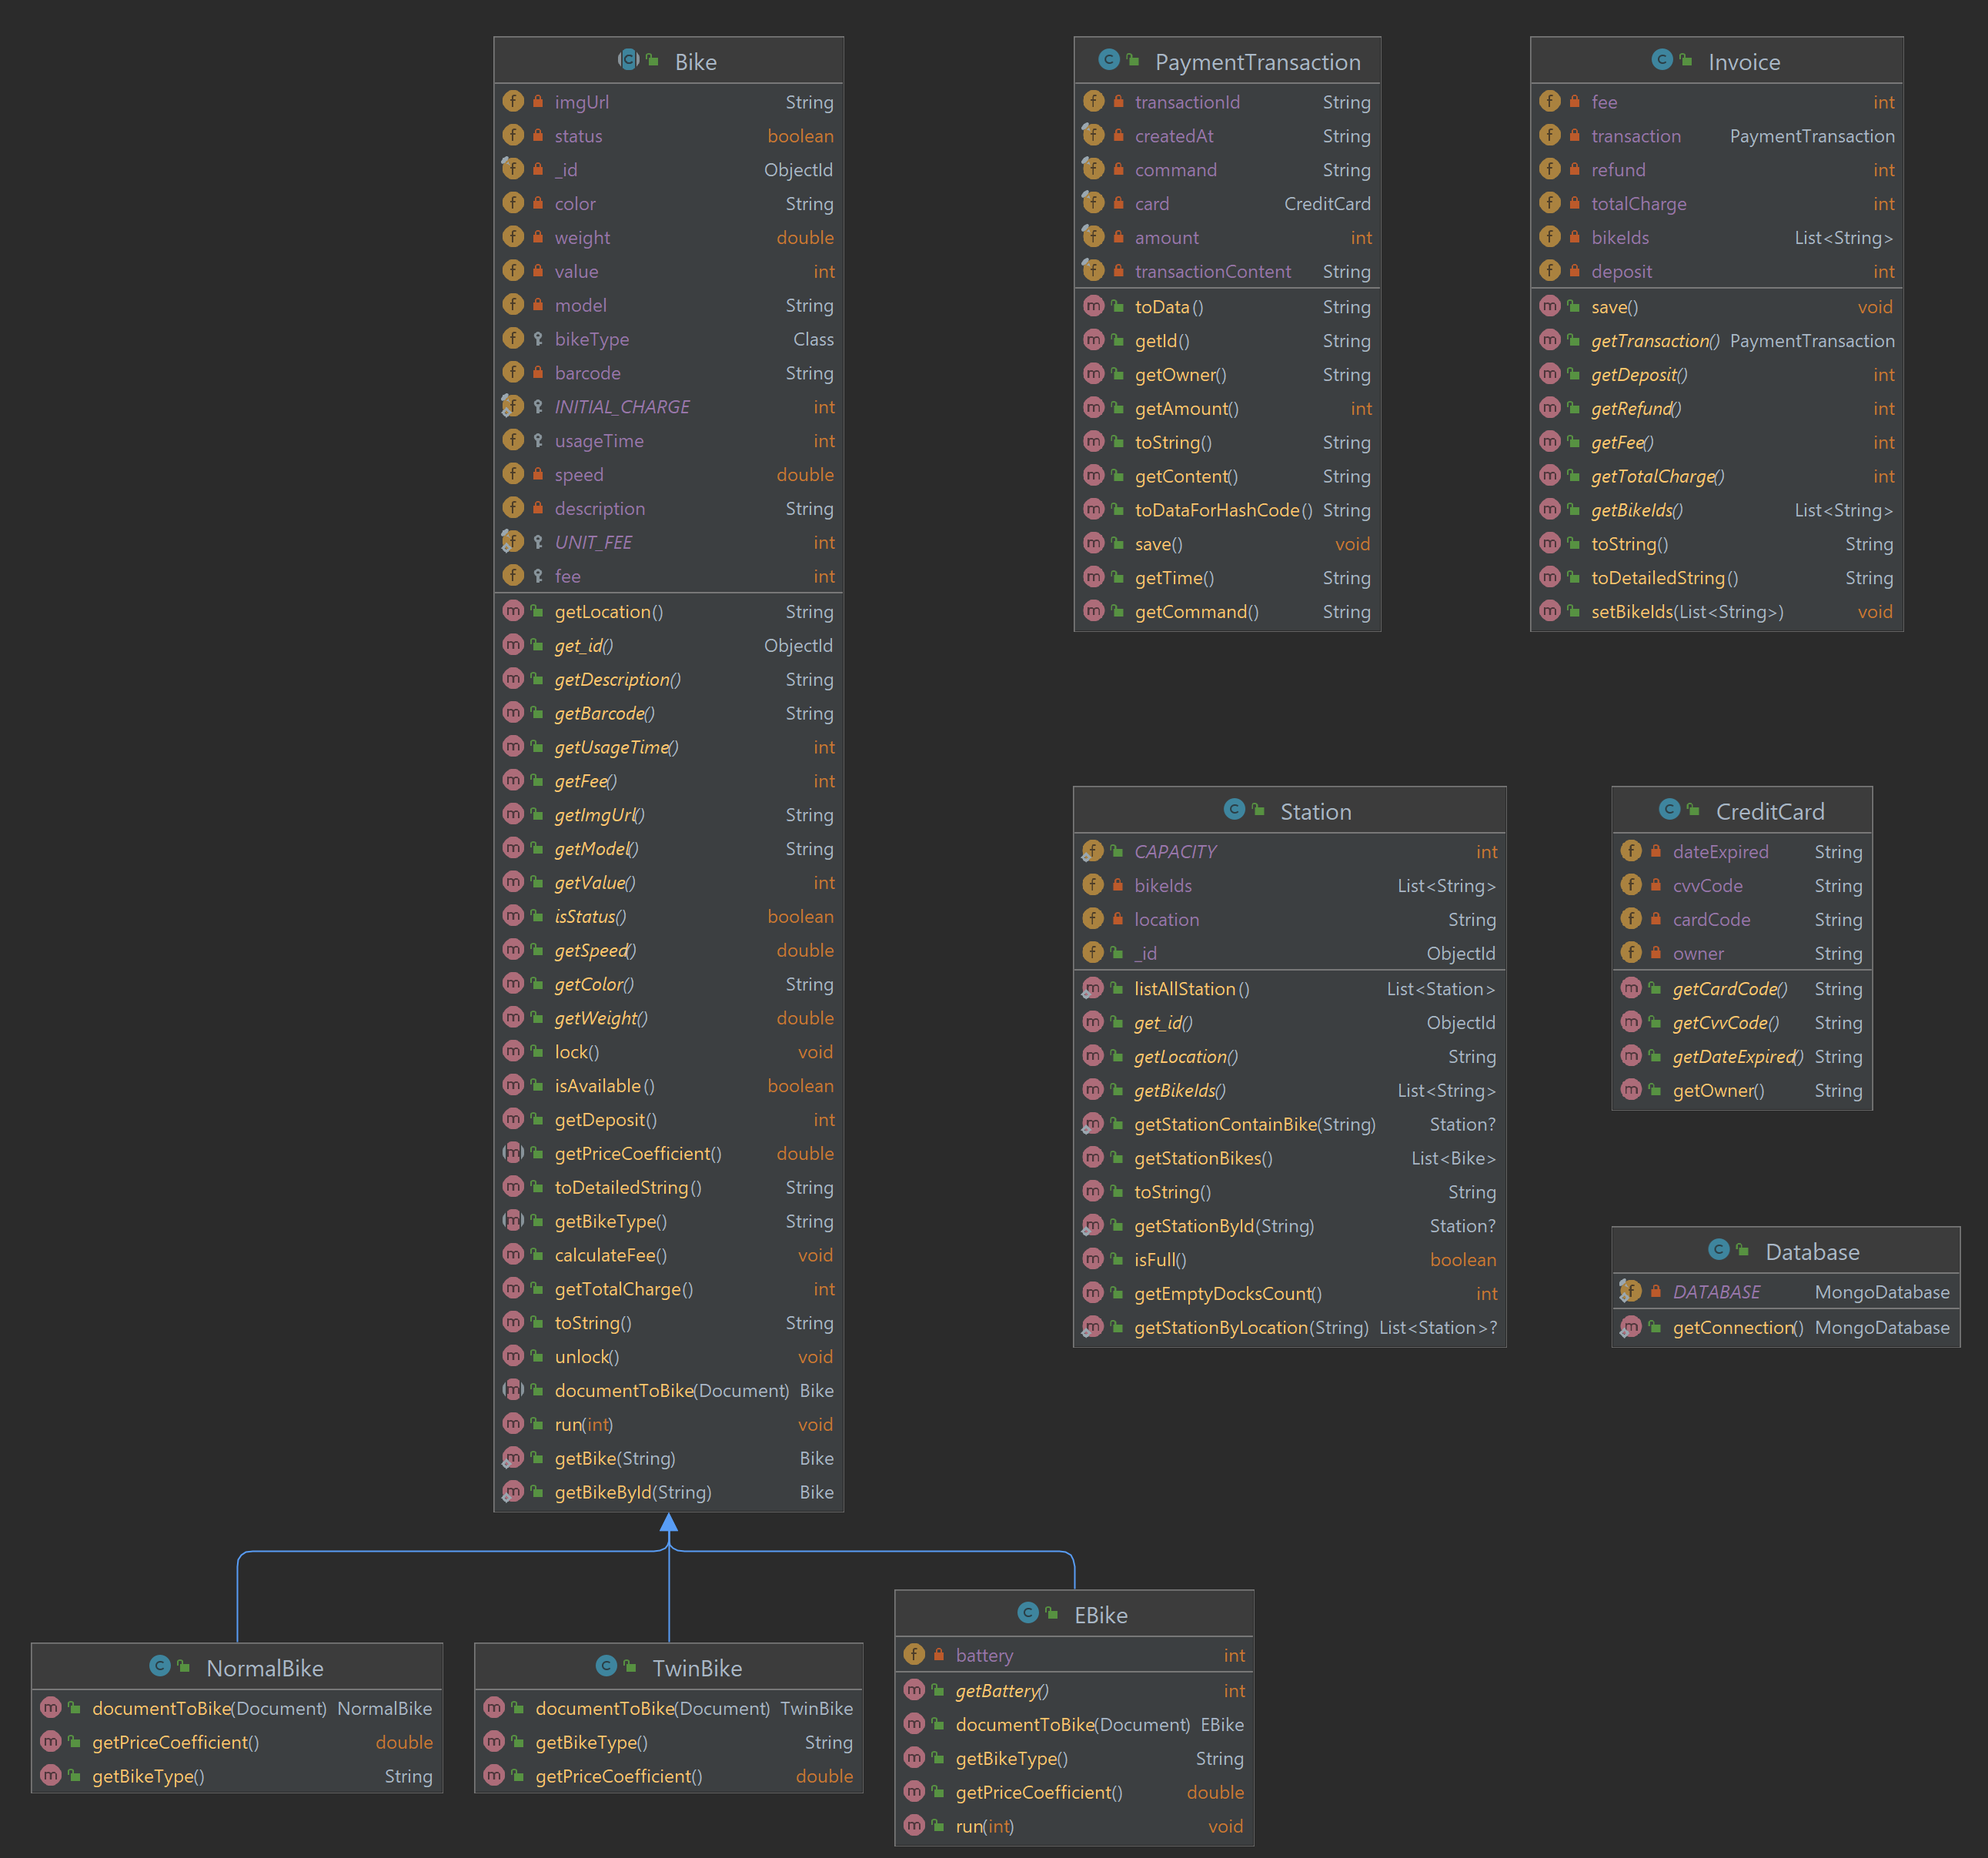 Bike
imgUrl String
status boolean
_id ObjectId
color String
weight double
value int
model String
bikeType Class
barcode String
INITIAL_CHARGE int
usageTime int
speed double
description String
UNIT_FEE int
fee int
getLocation() String
get_id() ObjectId
getDescription() String
getBarcode() String
getUsageTime() int
getFee() int
getImgUrl() String
getModel() String
getValue() int
isStatus() boolean
getSpeed() double
getColor() String
getWeight() double
lock() void
isAvailable() boolean
getDeposit() int
getPriceCoefficient() double
toDetailedString() String
getBikeType() String
calculateFee() void
getTotalCharge() int
toString() String
unlock() void
documentToBike(Document) Bike
run(int) void
getBike(String) Bike
getBikeById(String) Bike
PaymentTransaction
transactionId String
createdAt String
command String
card CreditCard
amount int
transactionContent String
toData() String
getId() String
getOwner() String
getAmount() int
toString() String
getContent() String
toDataForHashCode() String
save() void
getTime() String
getCommand() String
Invoice
fee int
transaction PaymentTransaction
refund int
totalCharge int
bikeIds List<String>
deposit int
save() void
getTransaction() PaymentTransaction
getDeposit() int
getRefund() int
getFee() int
getTotalCharge() int
getBikeIds() List<String>
toString() String
toDetailedString() String
setBikeIds(List<String>) void
Station
CAPACITY int
bikeIds List<String>
location String
_id ObjectId
listAllStation() List<Station>
get_id() ObjectId
getLocation() String
getBikeIds() List<String>
getStationContainBike(String) Station?
getStationBikes() List<Bike>
toString() String
getStationById(String) Station?
isFull() boolean
getEmptyDocksCount() int
getStationByLocation(String) List<Station>?
CreditCard
dateExpired String
cvvCode String
cardCode String
owner String
getCardCode() String
getCvvCode() String
getDateExpired() String
getOwner() String
Database
DATABASE MongoDatabase
getConnection() MongoDatabase
NormalBike
documentToBike(Document) NormalBike
getPriceCoefficient() double
getBikeType() String
TwinBike
documentToBike(Document) TwinBike
getBikeType() String
getPriceCoefficient() double
EBike
battery int
getBattery() int
documentToBike(Document) EBike
getBikeType() String
getPriceCoefficient() double
run(int) void